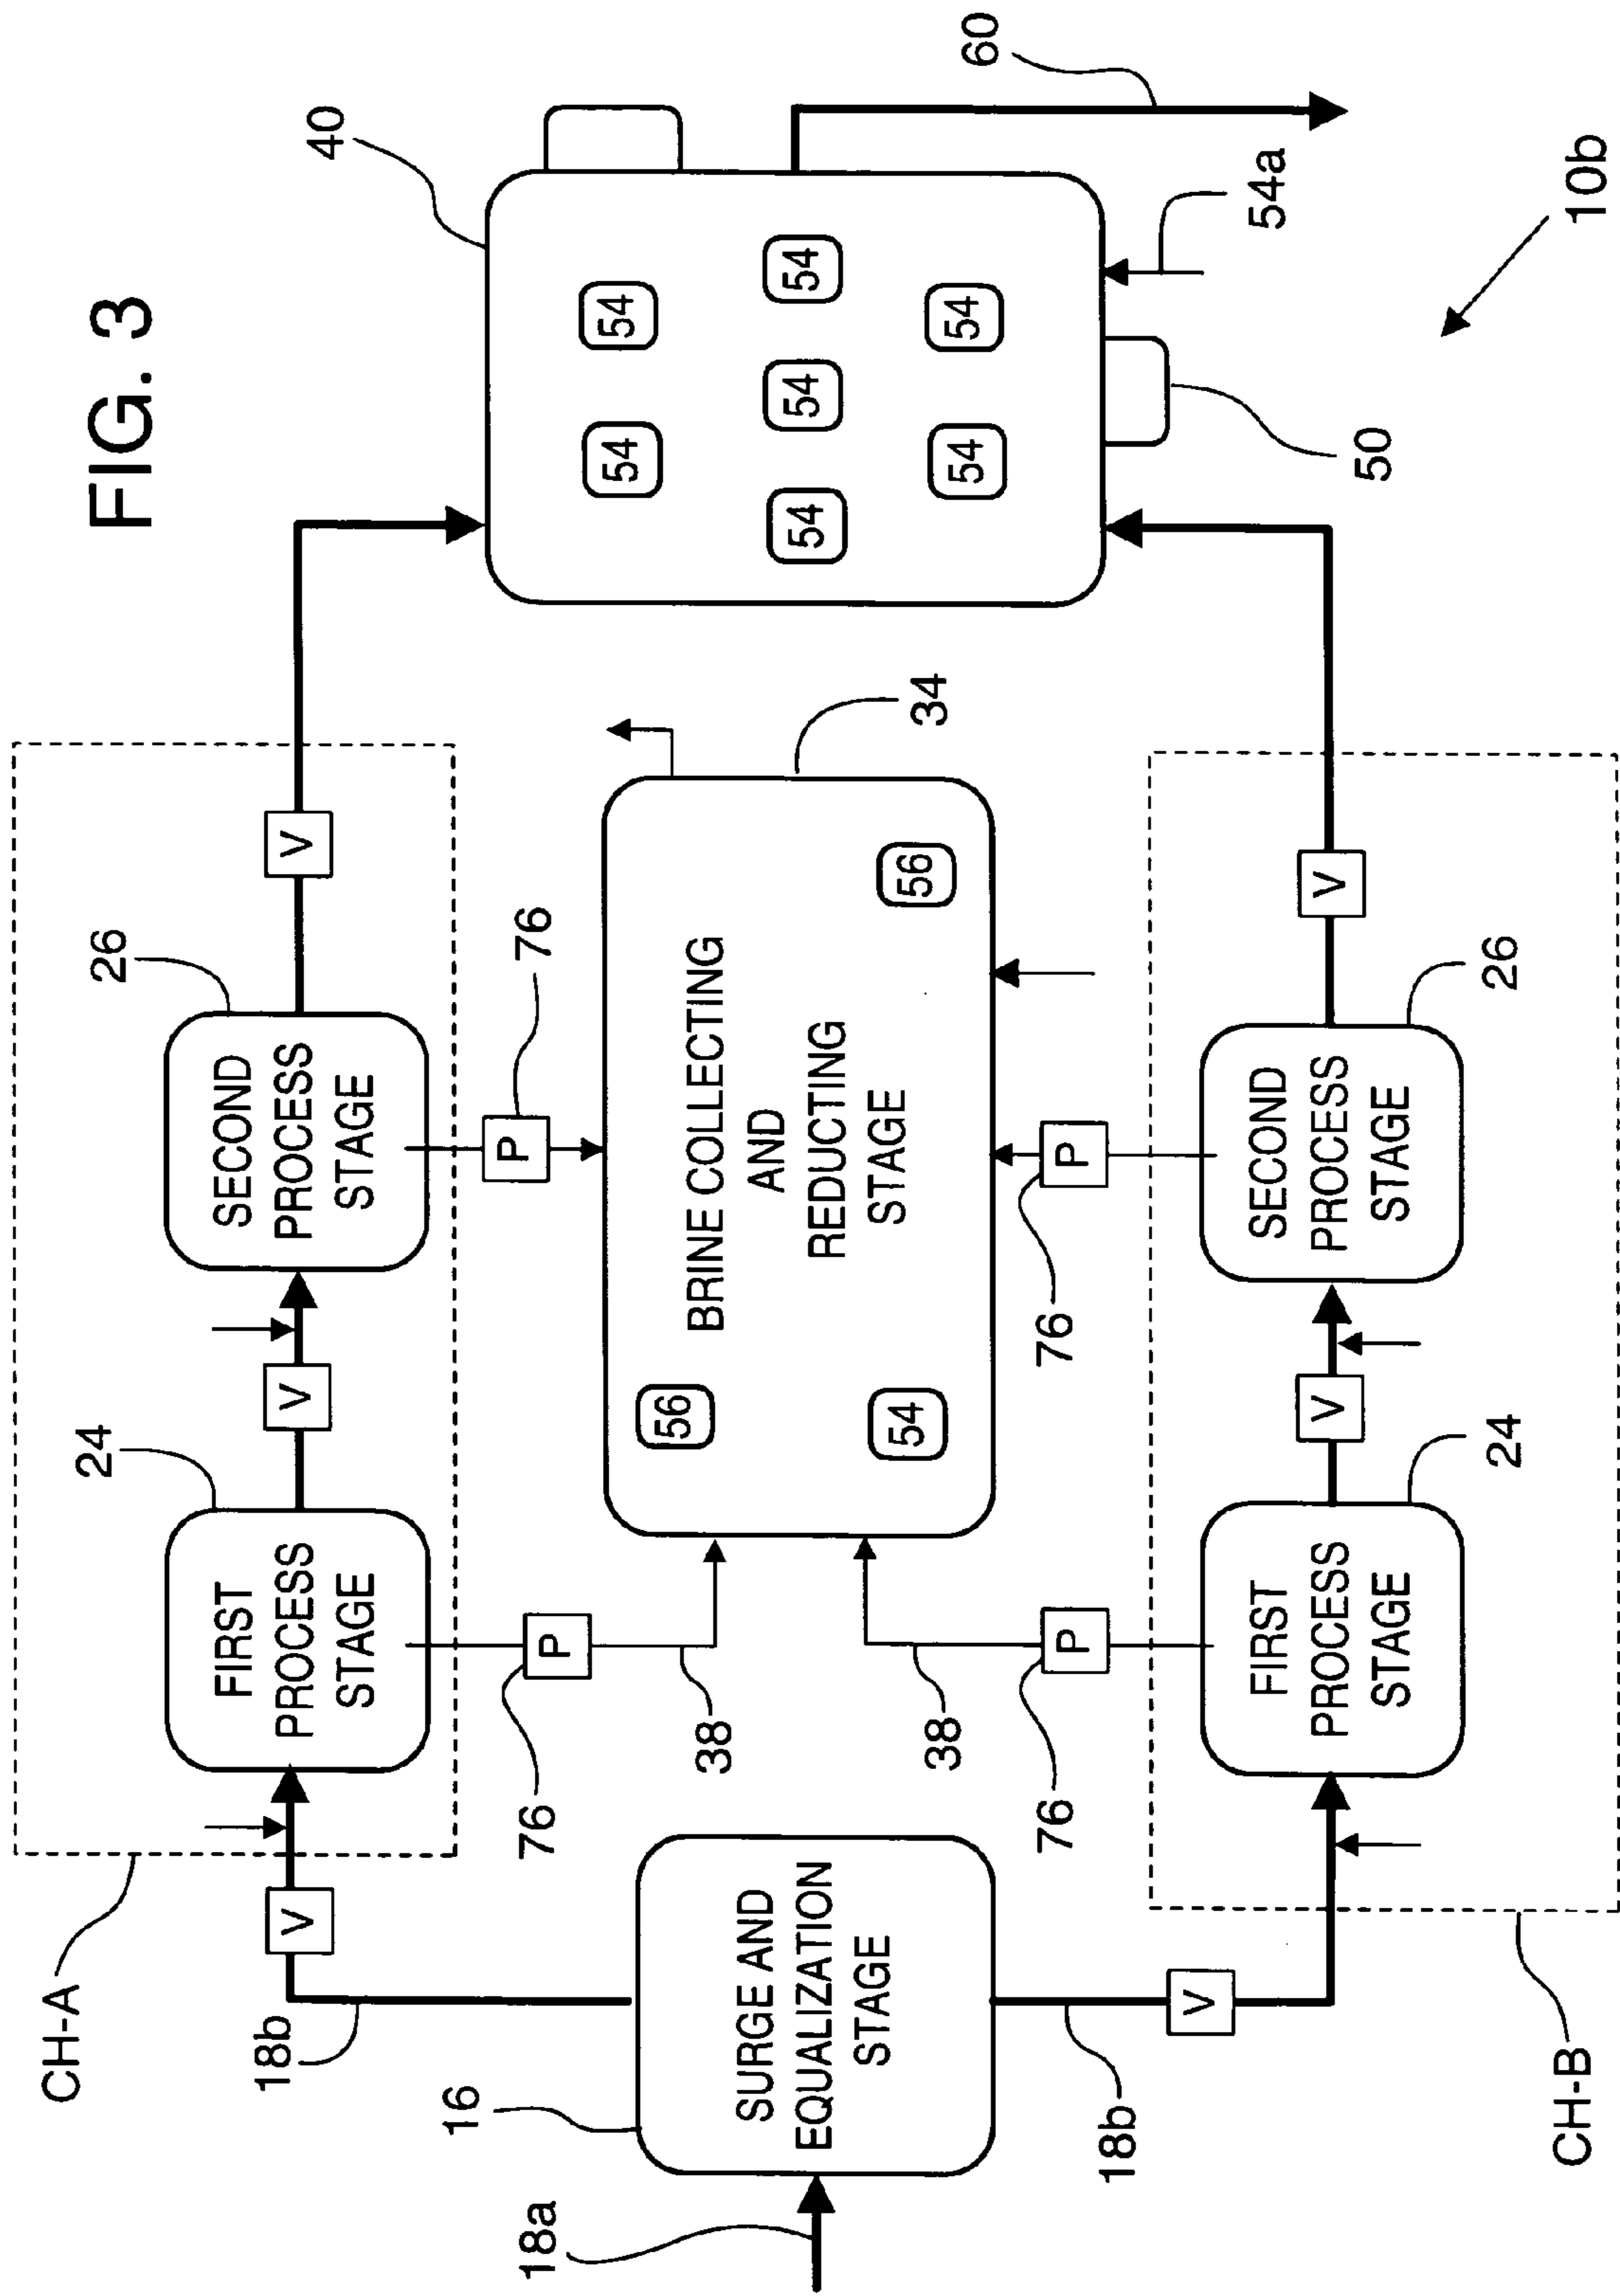 FIG. 3
CH-A
24
26
40
60
18b
V
V
V
FIRST
PROCESS
STAGE
SECOND
PROCESS
STAGE
54
54
54
54
54
54
54
76
P
38
P
76
16
18a
SURGE AND
EQUALIZATION
STAGE
56
54
BRINE COLLECTING
AND
REDUCTING
STAGE
56
34
50
54a
10b
38
76
P
76
P
18b
V
V
V
FIRST
PROCESS
STAGE
24
SECOND
PROCESS
STAGE
26
CH-B